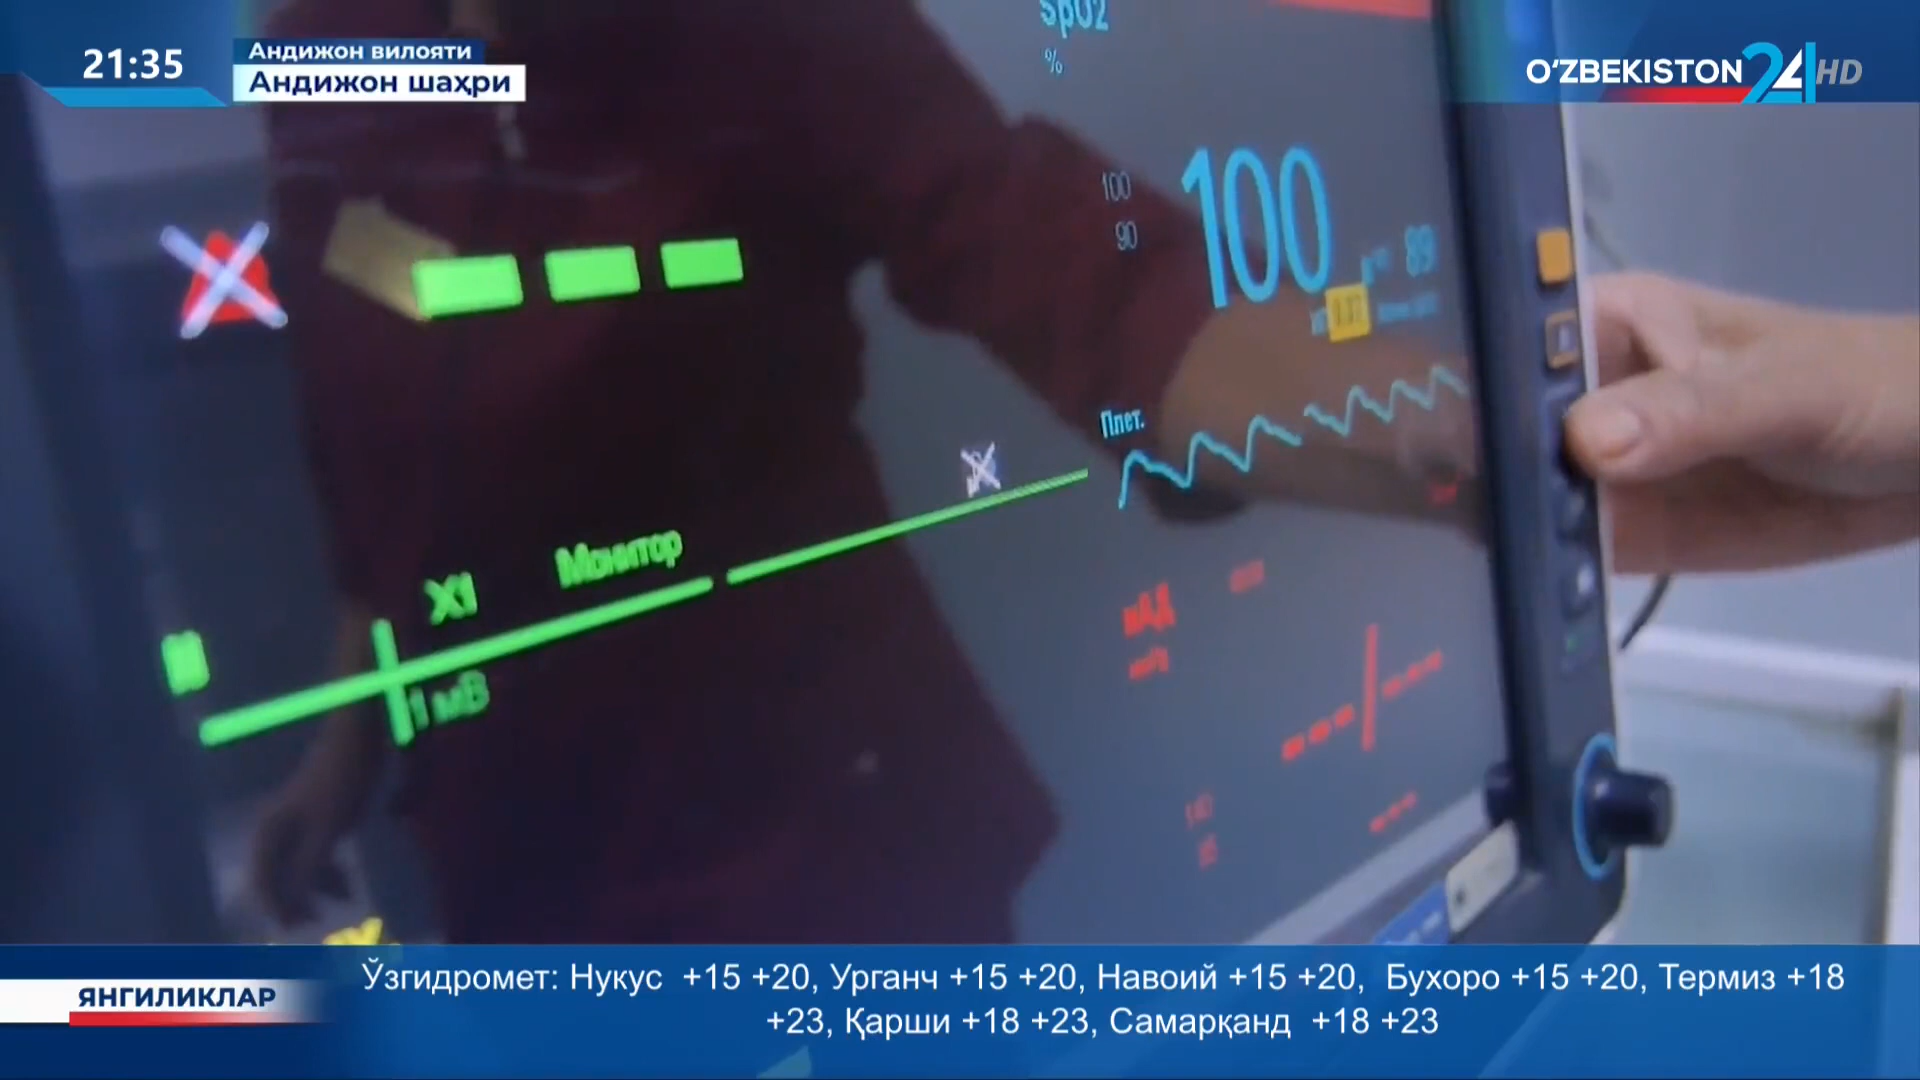 21:35
Андижон вилояти
Андижон шаҳри
O‘ZBEKISTON 24 HD
SpO2
%
100
90
100
89
Плет.
X1
Монитор
1 мВ
нАД
ЯНГИЛИКЛАР
Ўзгидромет: Нукус +15 +20, Урганч +15 +20, Навоий +15 +20, Бухоро +15 +20, Термиз +18
+23, Қарши +18 +23, Самарқанд +18 +23